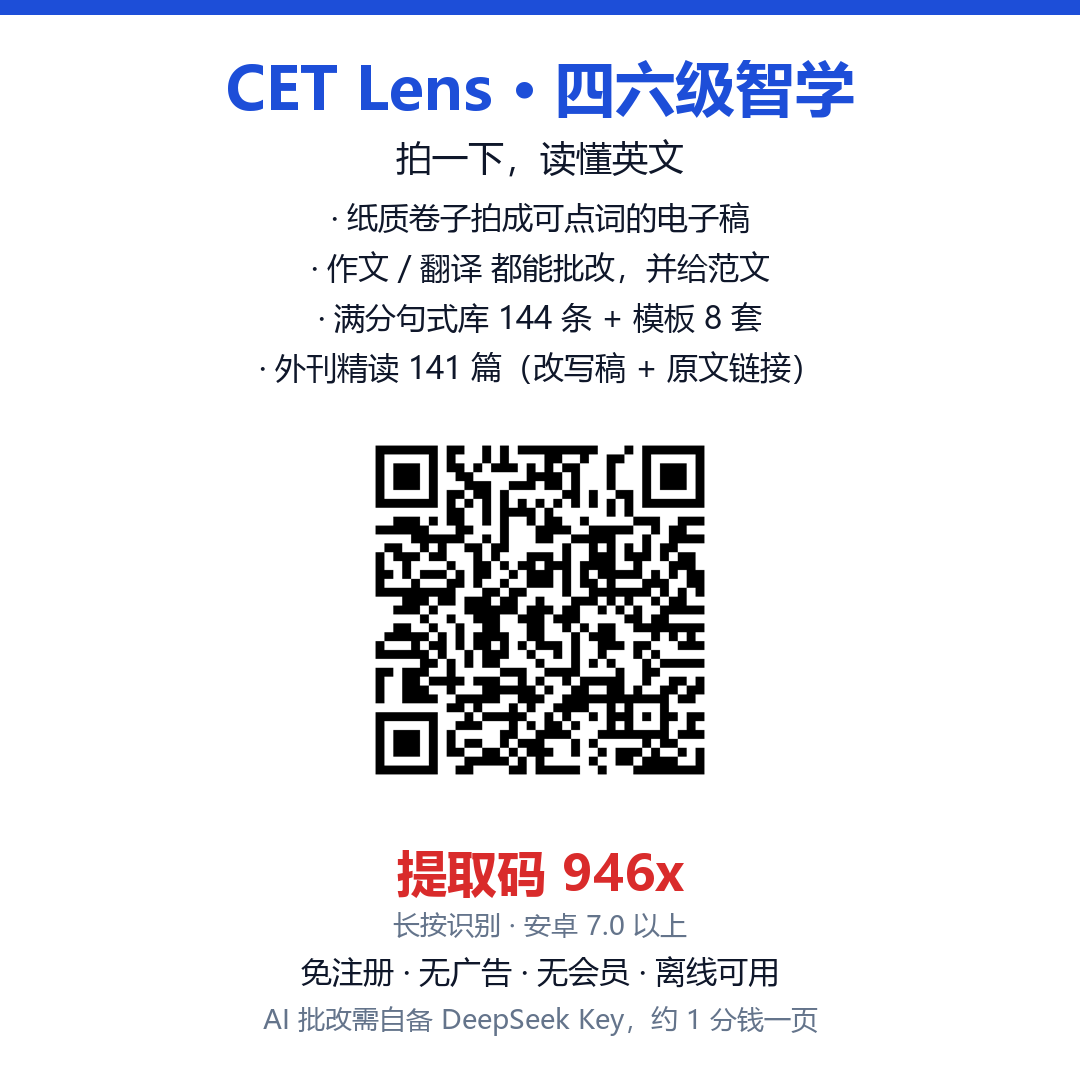 CET Lens · 四六级智学
拍一下，读懂英文
· 纸质卷子拍成可点词的电子稿
· 作文 / 翻译 都能批改，并给范文
· 满分句式库 144 条 + 模板 8 套
· 外刊精读 141 篇（改写稿 + 原文链接）
提取码 946x
长按识别 · 安卓 7.0 以上
免注册 · 无广告 · 无会员 · 离线可用
AI 批改需自备 DeepSeek Key，约 1 分钱一页